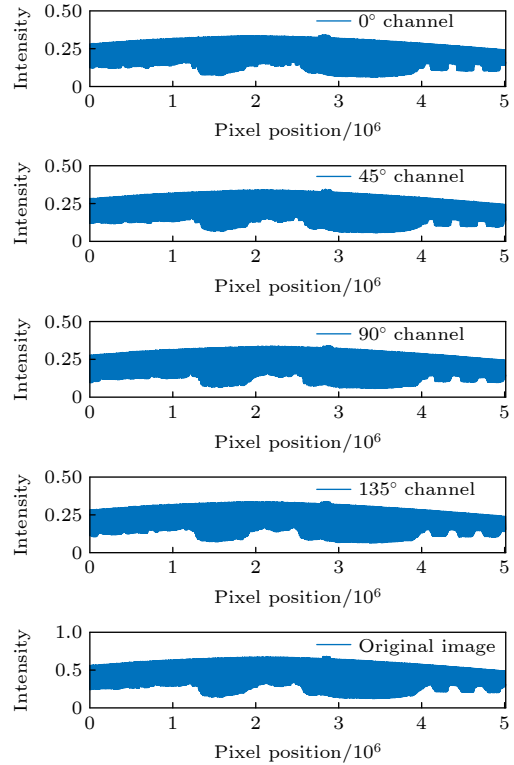 0.50
0° channel
0.25
Intensity
0
0 1 2 3 4 5
Pixel position/10⁶
0.50
45° channel
0.25
Intensity
0
0 1 2 3 4 5
Pixel position/10⁶
0.50
90° channel
0.25
Intensity
0
0 1 2 3 4 5
Pixel position/10⁶
0.50
135° channel
0.25
Intensity
0
0 1 2 3 4 5
Pixel position/10⁶
1.0
Original image
0.5
Intensity
0
0 1 2 3 4 5
Pixel position/10⁶